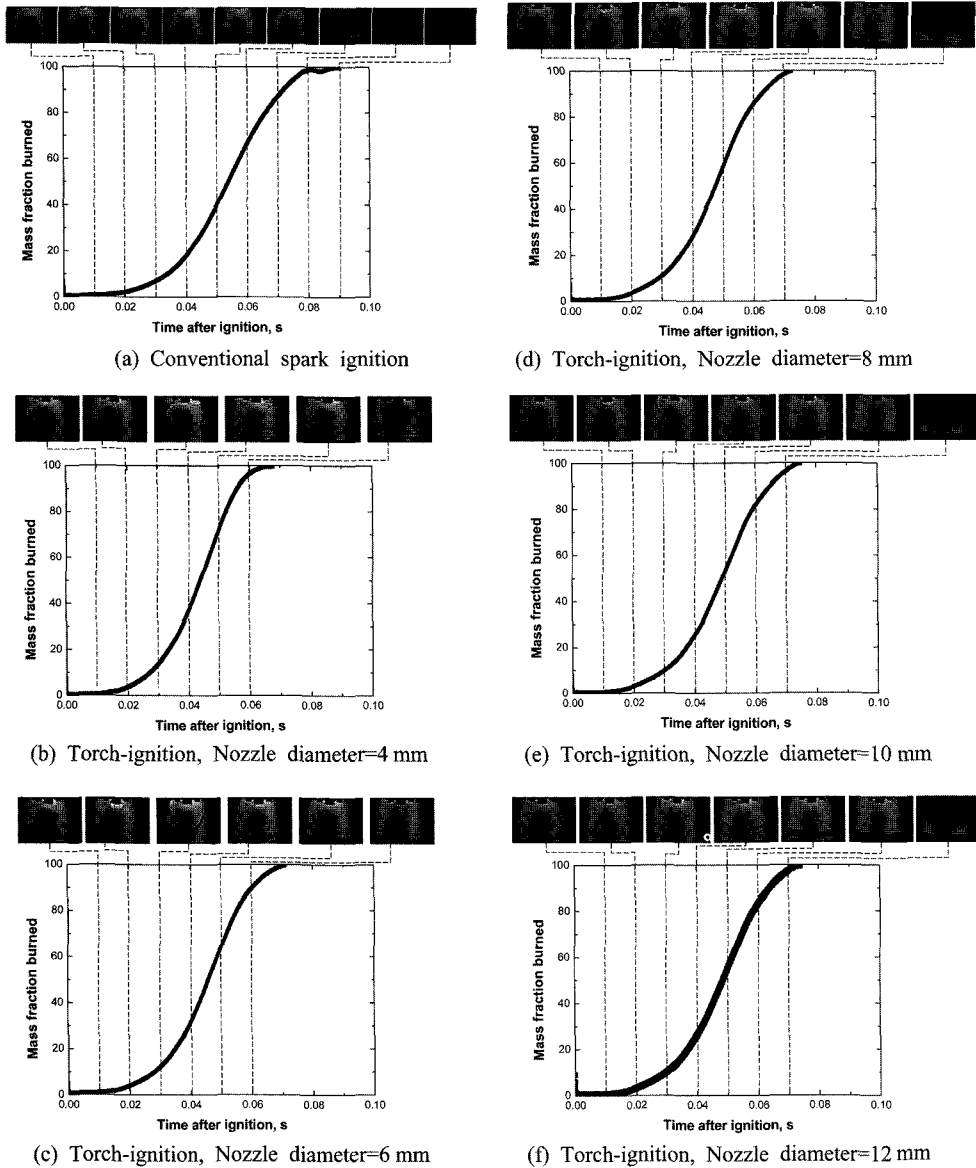 100
80
60
40
20
0
Mass fraction burned
0.00 0.02 0.04 0.06 0.08 0.10
Time after ignition, s
(a) Conventional spark ignition
100
80
60
40
20
0
Mass fraction burned
0.00 0.02 0.04 0.06 0.08 0.10
Time after ignition, s
(b) Torch-ignition, Nozzle diameter=4 mm
100
80
60
40
20
0
Mass fraction burned
0.00 0.02 0.04 0.06 0.08 0.10
Time after ignition, s
(c) Torch-ignition, Nozzle diameter=6 mm
100
80
60
40
20
0
Mass fraction burned
0.00 0.02 0.04 0.06 0.08 0.10
Time after ignition, s
(d) Torch-ignition, Nozzle diameter=8 mm
100
80
60
40
20
0
Mass fraction burned
0.00 0.02 0.04 0.06 0.08 0.10
Time after ignition, s
(e) Torch-ignition, Nozzle diameter=10 mm
100
80
60
40
20
0
Mass fraction burned
0.00 0.02 0.04 0.06 0.08 0.10
Time after ignition, s
(f) Torch-ignition, Nozzle diameter=12 mm